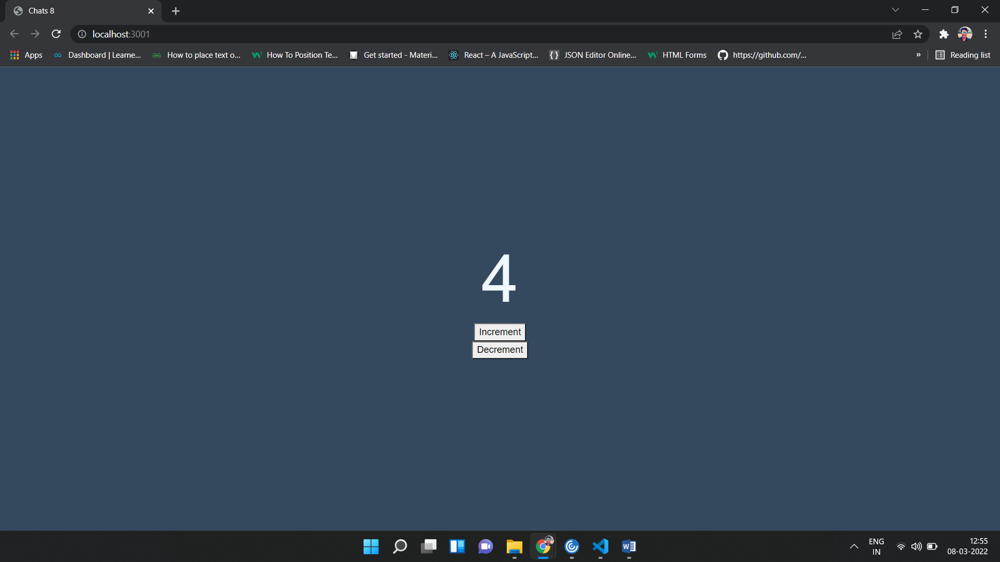 Chats 8
localhost:3001
Apps
Dashboard | Learne...
How to place text o...
How To Position Te...
Get started - Materi...
React – A JavaScript...
JSON Editor Online...
HTML Forms
https://github.com/...
»
Reading list
4
Increment
Decrement
ENG
IN
12:55
08-03-2022